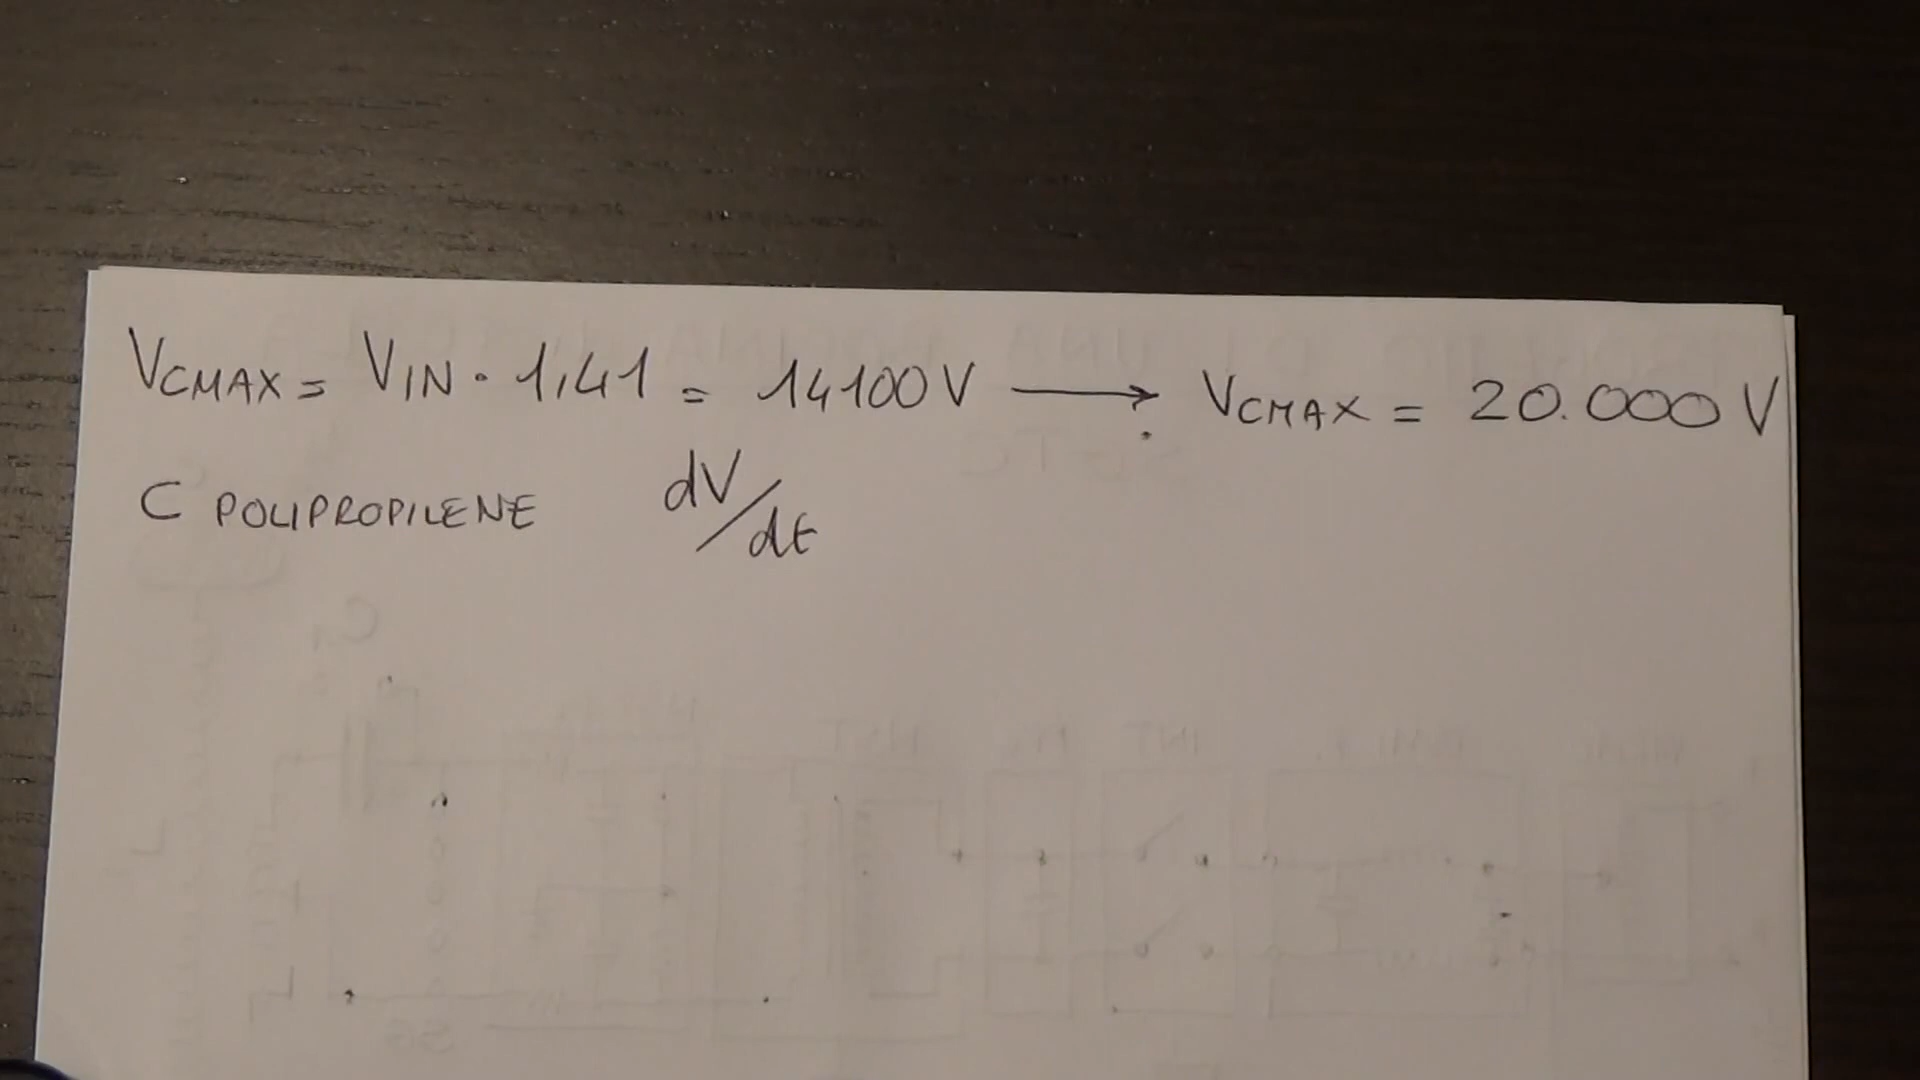 VCMAX = VIN · 1,41 = 14100 V → VCMAX = 20.000 V
C POLIPROPILENE dV/dt